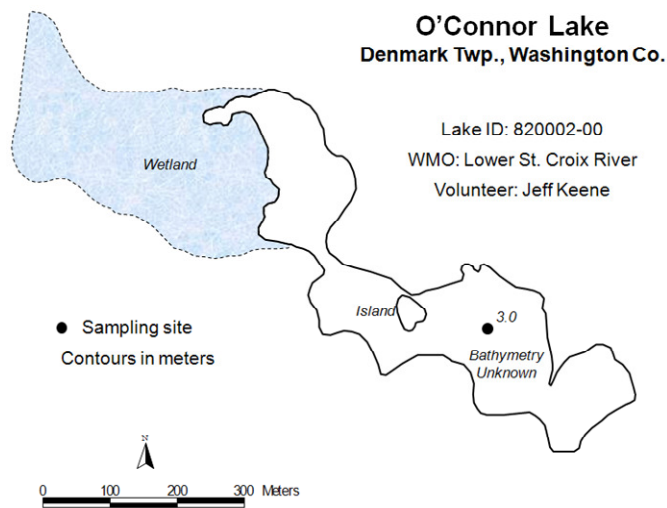 O'Connor Lake
Denmark Twp., Washington Co.
Lake ID: 820002-00
WMO: Lower St. Croix River
Volunteer: Jeff Keene
Wetland
Island
3.0
Bathymetry
Unknown
Sampling site
Contours in meters
N
0 100 200 300 Meters